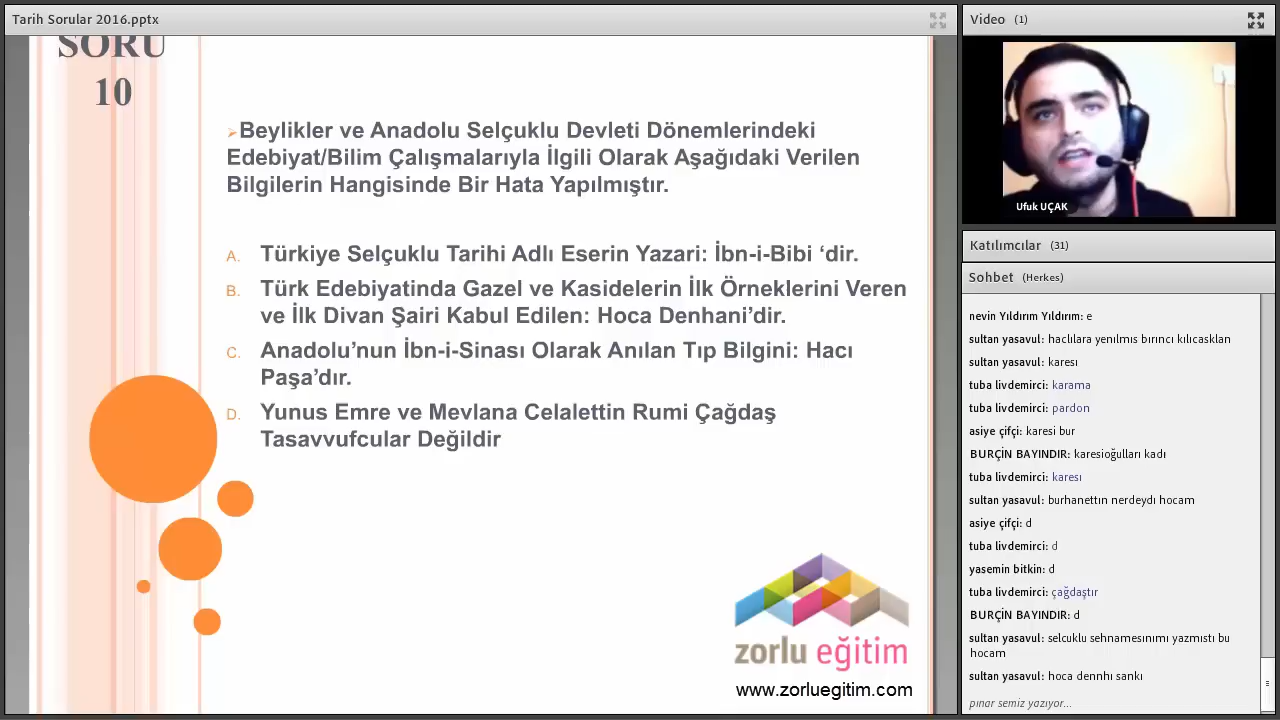 Tarih Sorular 2016.pptx
SORU
10
Beylikler ve Anadolu Selçuklu Devleti Dönemlerindeki
Edebiyat/Bilim Çalışmalarıyla İlgili Olarak Aşağıdaki Verilen
Bilgilerin Hangisinde Bir Hata Yapılmıştır.
A. Türkiye Selçuklu Tarihi Adlı Eserin Yazari: İbn-i-Bibi ‘dir.
B. Türk Edebiyatinda Gazel ve Kasidelerin İlk Örneklerini Veren
ve İlk Divan Şairi Kabul Edilen: Hoca Denhani’dir.
C. Anadolu’nun İbn-i-Sinası Olarak Anılan Tıp Bilgini: Hacı
Paşa’dır.
D. Yunus Emre ve Mevlana Celalettin Rumi Çağdaş
Tasavvufcular Değildir
zorlu eğitim
www.zorluegitim.com
Video (1)
Ufuk UÇAK
Katılımcılar (31)
Sohbet (Herkes)
nevin Yıldırım Yıldırım: e
sultan yasavul: haclılara yenılmıs bırıncı kılıcasklan
sultan yasavul: karesı
tuba livdemirci: karama
tuba livdemirci: pardon
asiye çifçi: karesi bur
BURÇİN BAYINDIR: karesioğulları kadı
tuba livdemirci: karesı
sultan yasavul: burhanettın nerdeydı hocam
asiye çifçi: d
tuba livdemirci: d
yasemin bitkin: d
tuba livdemirci: çağdaştır
BURÇİN BAYINDIR: d
sultan yasavul: selcuklu sehnamesınımı yazmıstı bu
hocam
sultan yasavul: hoca dennhı sankı
pınar semiz yazıyor...